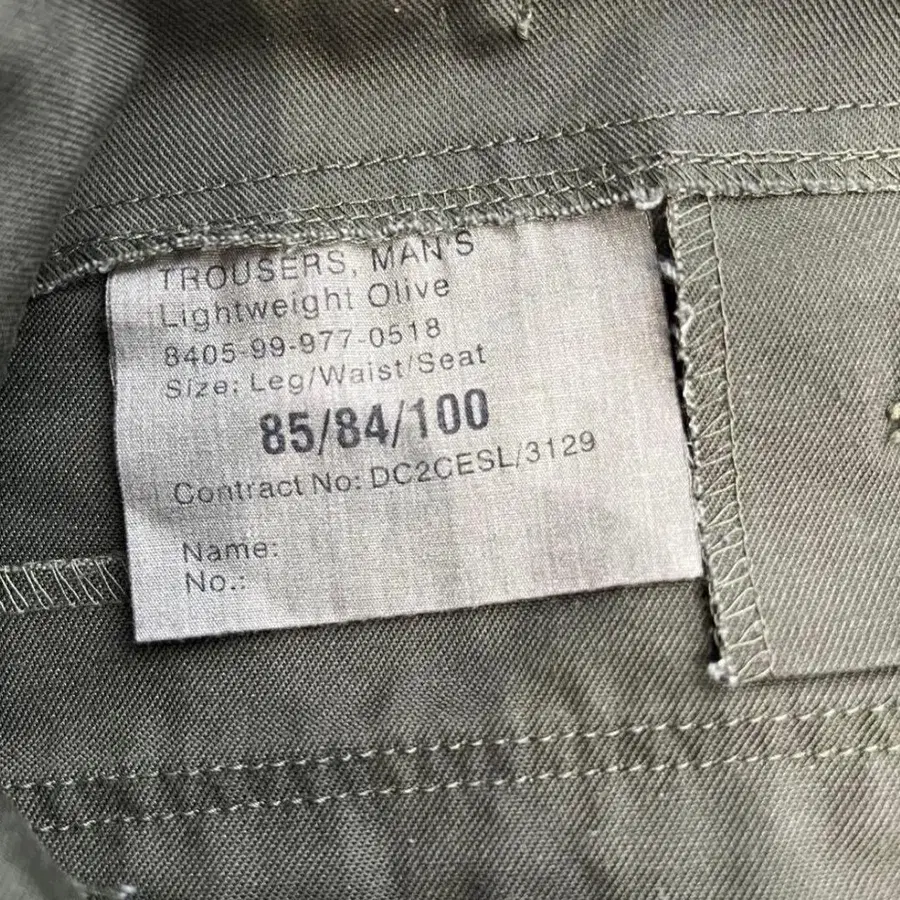 TROUSERS, MAN'S
Lightweight Olive
8405-99-977-0518
Size: Leg/Waist/Seat
85/84/100
Contract No: DC2CESL/3129
Name:
No.: